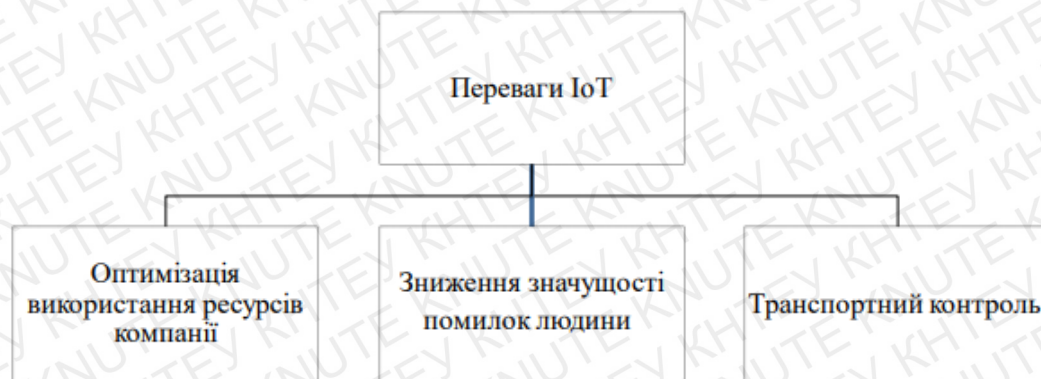 Переваги IoT
Оптимізація
використання ресурсів
компанії
Зниження значущості
помилок людини
Транспортний контроль